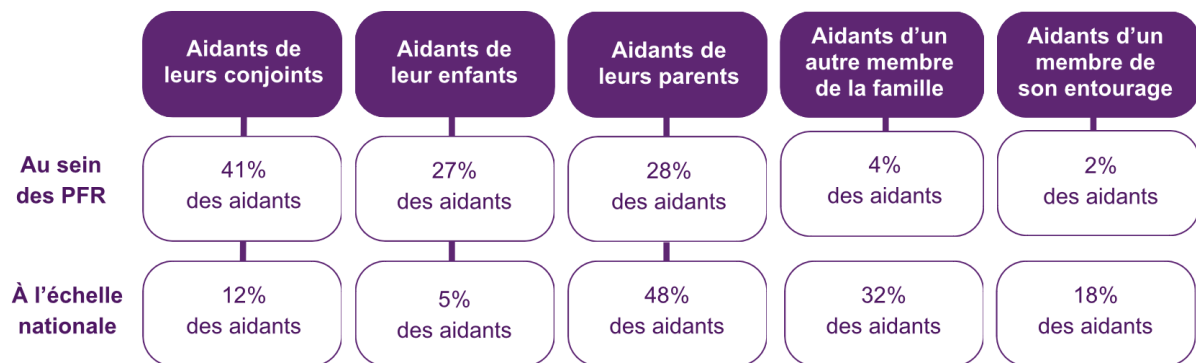 Aidants de
leurs conjoints
Aidants de
leur enfants
Aidants de
leurs parents
Aidants d’un
autre membre
de la famille
Aidants d’un
membre de
son entourage
Au sein
des PFR
41%
des aidants
27%
des aidants
28%
des aidants
4%
des aidants
2%
des aidants
À l’échelle
nationale
12%
des aidants
5%
des aidants
48%
des aidants
32%
des aidants
18%
des aidants